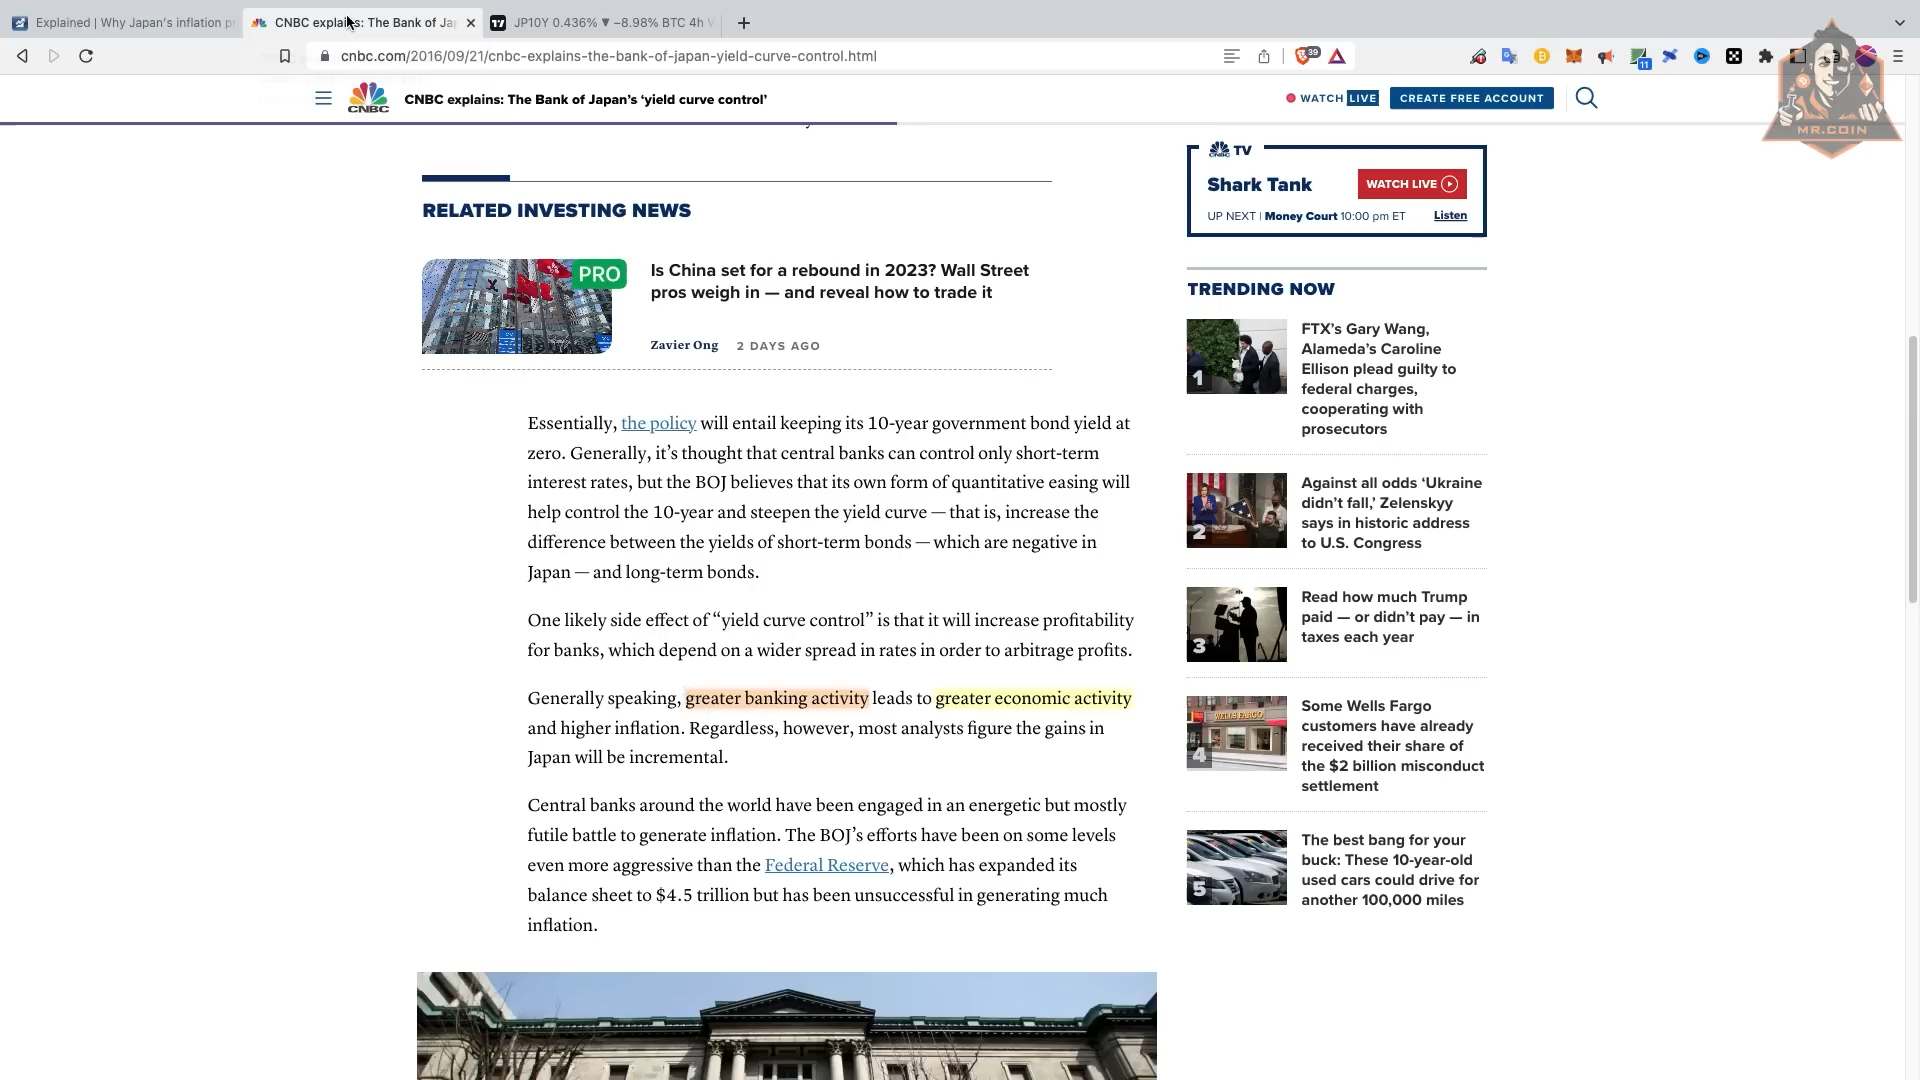 Explained | Why Japan's inflation pr
CNBC explains: The Bank of Jap
JP10Y 0.436% ▼ −8.98% BTC 4h V
cnbc.com/2016/09/21/cnbc-explains-the-bank-of-japan-yield-curve-control.html
39
11
CNBC
CNBC explains: The Bank of Japan's 'yield curve control'
WATCH LIVE
CREATE FREE ACCOUNT
MR.COIN
RELATED INVESTING NEWS
PRO
Is China set for a rebound in 2023? Wall Street
pros weigh in — and reveal how to trade it
Zavier Ong 2 DAYS AGO
Essentially, the policy will entail keeping its 10-year government bond yield at
zero. Generally, it's thought that central banks can control only short-term
interest rates, but the BOJ believes that its own form of quantitative easing will
help control the 10-year and steepen the yield curve — that is, increase the
difference between the yields of short-term bonds — which are negative in
Japan — and long-term bonds.
One likely side effect of “yield curve control” is that it will increase profitability
for banks, which depend on a wider spread in rates in order to arbitrage profits.
Generally speaking, greater banking activity leads to greater economic activity
and higher inflation. Regardless, however, most analysts figure the gains in
Japan will be incremental.
Central banks around the world have been engaged in an energetic but mostly
futile battle to generate inflation. The BOJ's efforts have been on some levels
even more aggressive than the Federal Reserve, which has expanded its
balance sheet to $4.5 trillion but has been unsuccessful in generating much
inflation.
TV
Shark Tank
WATCH LIVE
UP NEXT | Money Court 10:00 pm ET
Listen
TRENDING NOW
1
FTX's Gary Wang,
Alameda's Caroline
Ellison plead guilty to
federal charges,
cooperating with
prosecutors
2
Against all odds ‘Ukraine
didn't fall,’ Zelenskyy
says in historic address
to U.S. Congress
3
Read how much Trump
paid — or didn't pay — in
taxes each year
WELLS FARGO
4
Some Wells Fargo
customers have already
received their share of
the $2 billion misconduct
settlement
5
The best bang for your
buck: These 10-year-old
used cars could drive for
another 100,000 miles